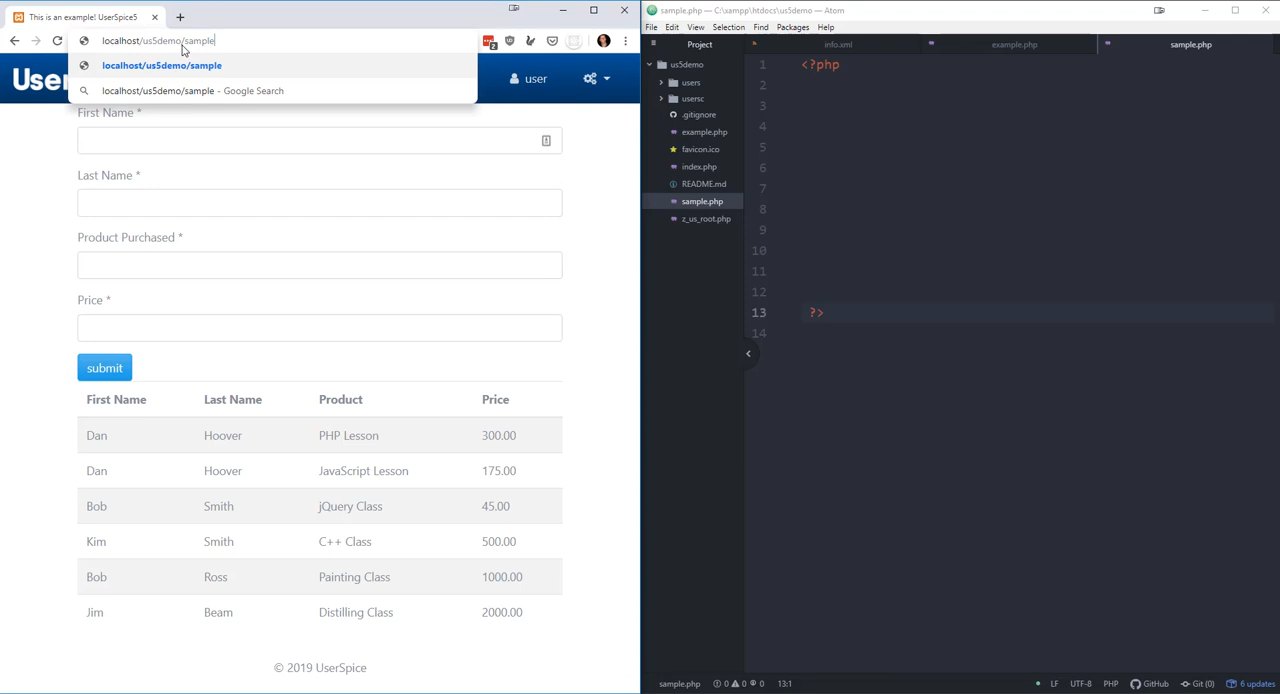 This is an example! UserSpice5
localhost/us5demo/sample
2
localhost/us5demo/sample
localhost/us5demo/sample - Google Search
User
user
First Name *
Last Name *
Product Purchased *
Price *
submit
First Name Last Name Product Price
Dan Hoover PHP Lesson 300.00
Dan Hoover JavaScript Lesson 175.00
Bob Smith jQuery Class 45.00
Kim Smith C++ Class 500.00
Bob Ross Painting Class 1000.00
Jim Beam Distilling Class 2000.00
© 2019 UserSpice
sample.php — C:\xampp\htdocs\us5demo — Atom
File Edit View Selection Find Packages Help
Project
info.xml
example.php
sample.php
us5demo
users
usersc
.gitignore
example.php
favicon.ico
index.php
README.md
sample.php
z_us_root.php
1 <?php
2
3
4
5
6
7
8
9
10
11
12
13 ?>
14
sample.php 0 0 0 13:1
LF UTF-8 PHP GitHub Git (0) 6 updates